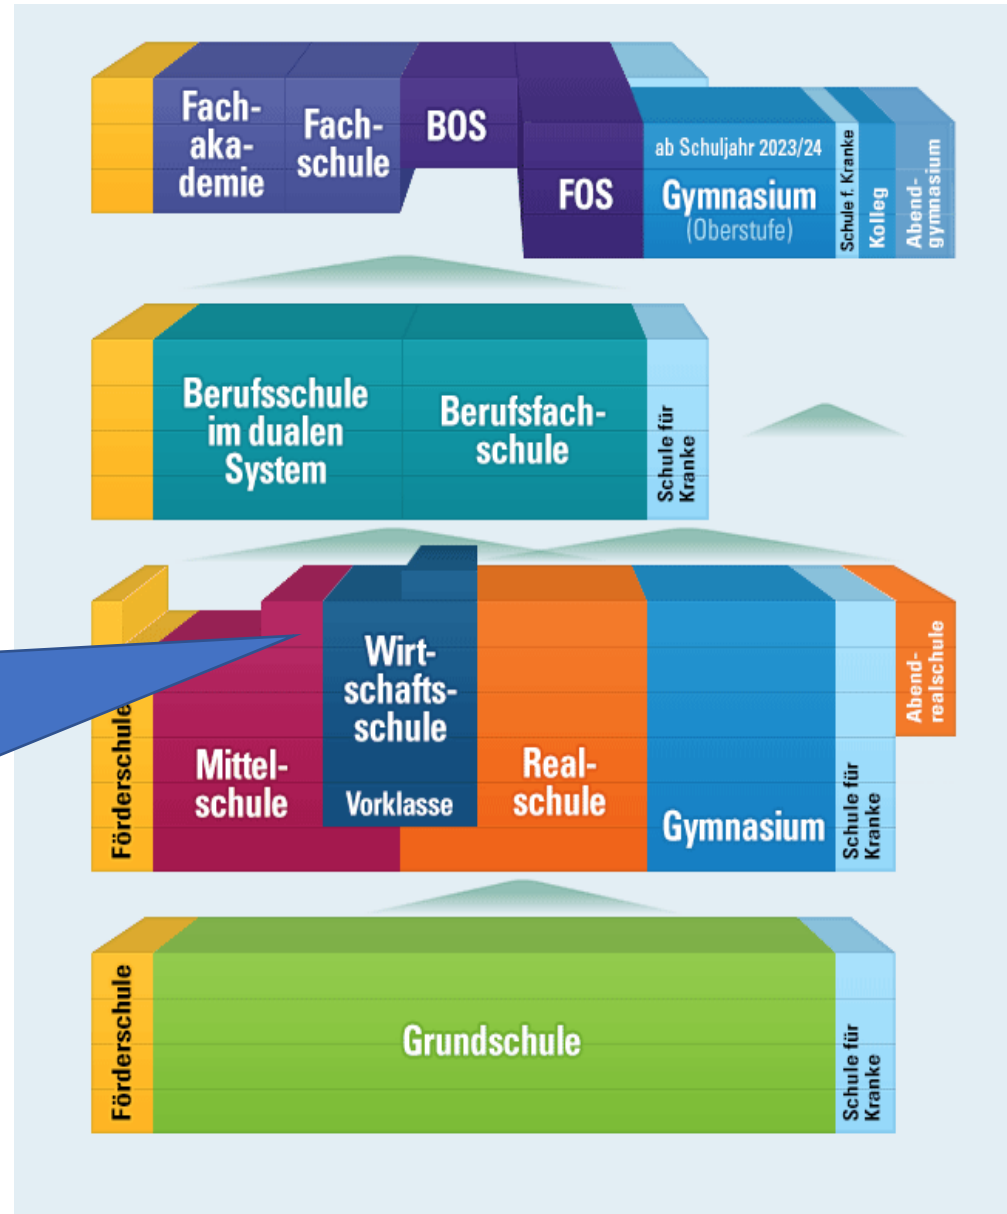 Fach-
aka-
demie
Fach-
schule
BOS
FOS
ab Schuljahr 2023/24
Gymnasium
(Oberstufe)
Schule f. Kranke
Kolleg
Abend-
gymnasium
Berufsschule
im dualen
System
Berufsfach-
schule
Schule für
Kranke
Förderschule
Mittel-
schule
Wirt-
schafts-
schule
Vorklasse
Real-
schule
Gymnasium
Schule für
Kranke
Abend-
realschule
Förderschule
Grundschule
Schule für
Kranke